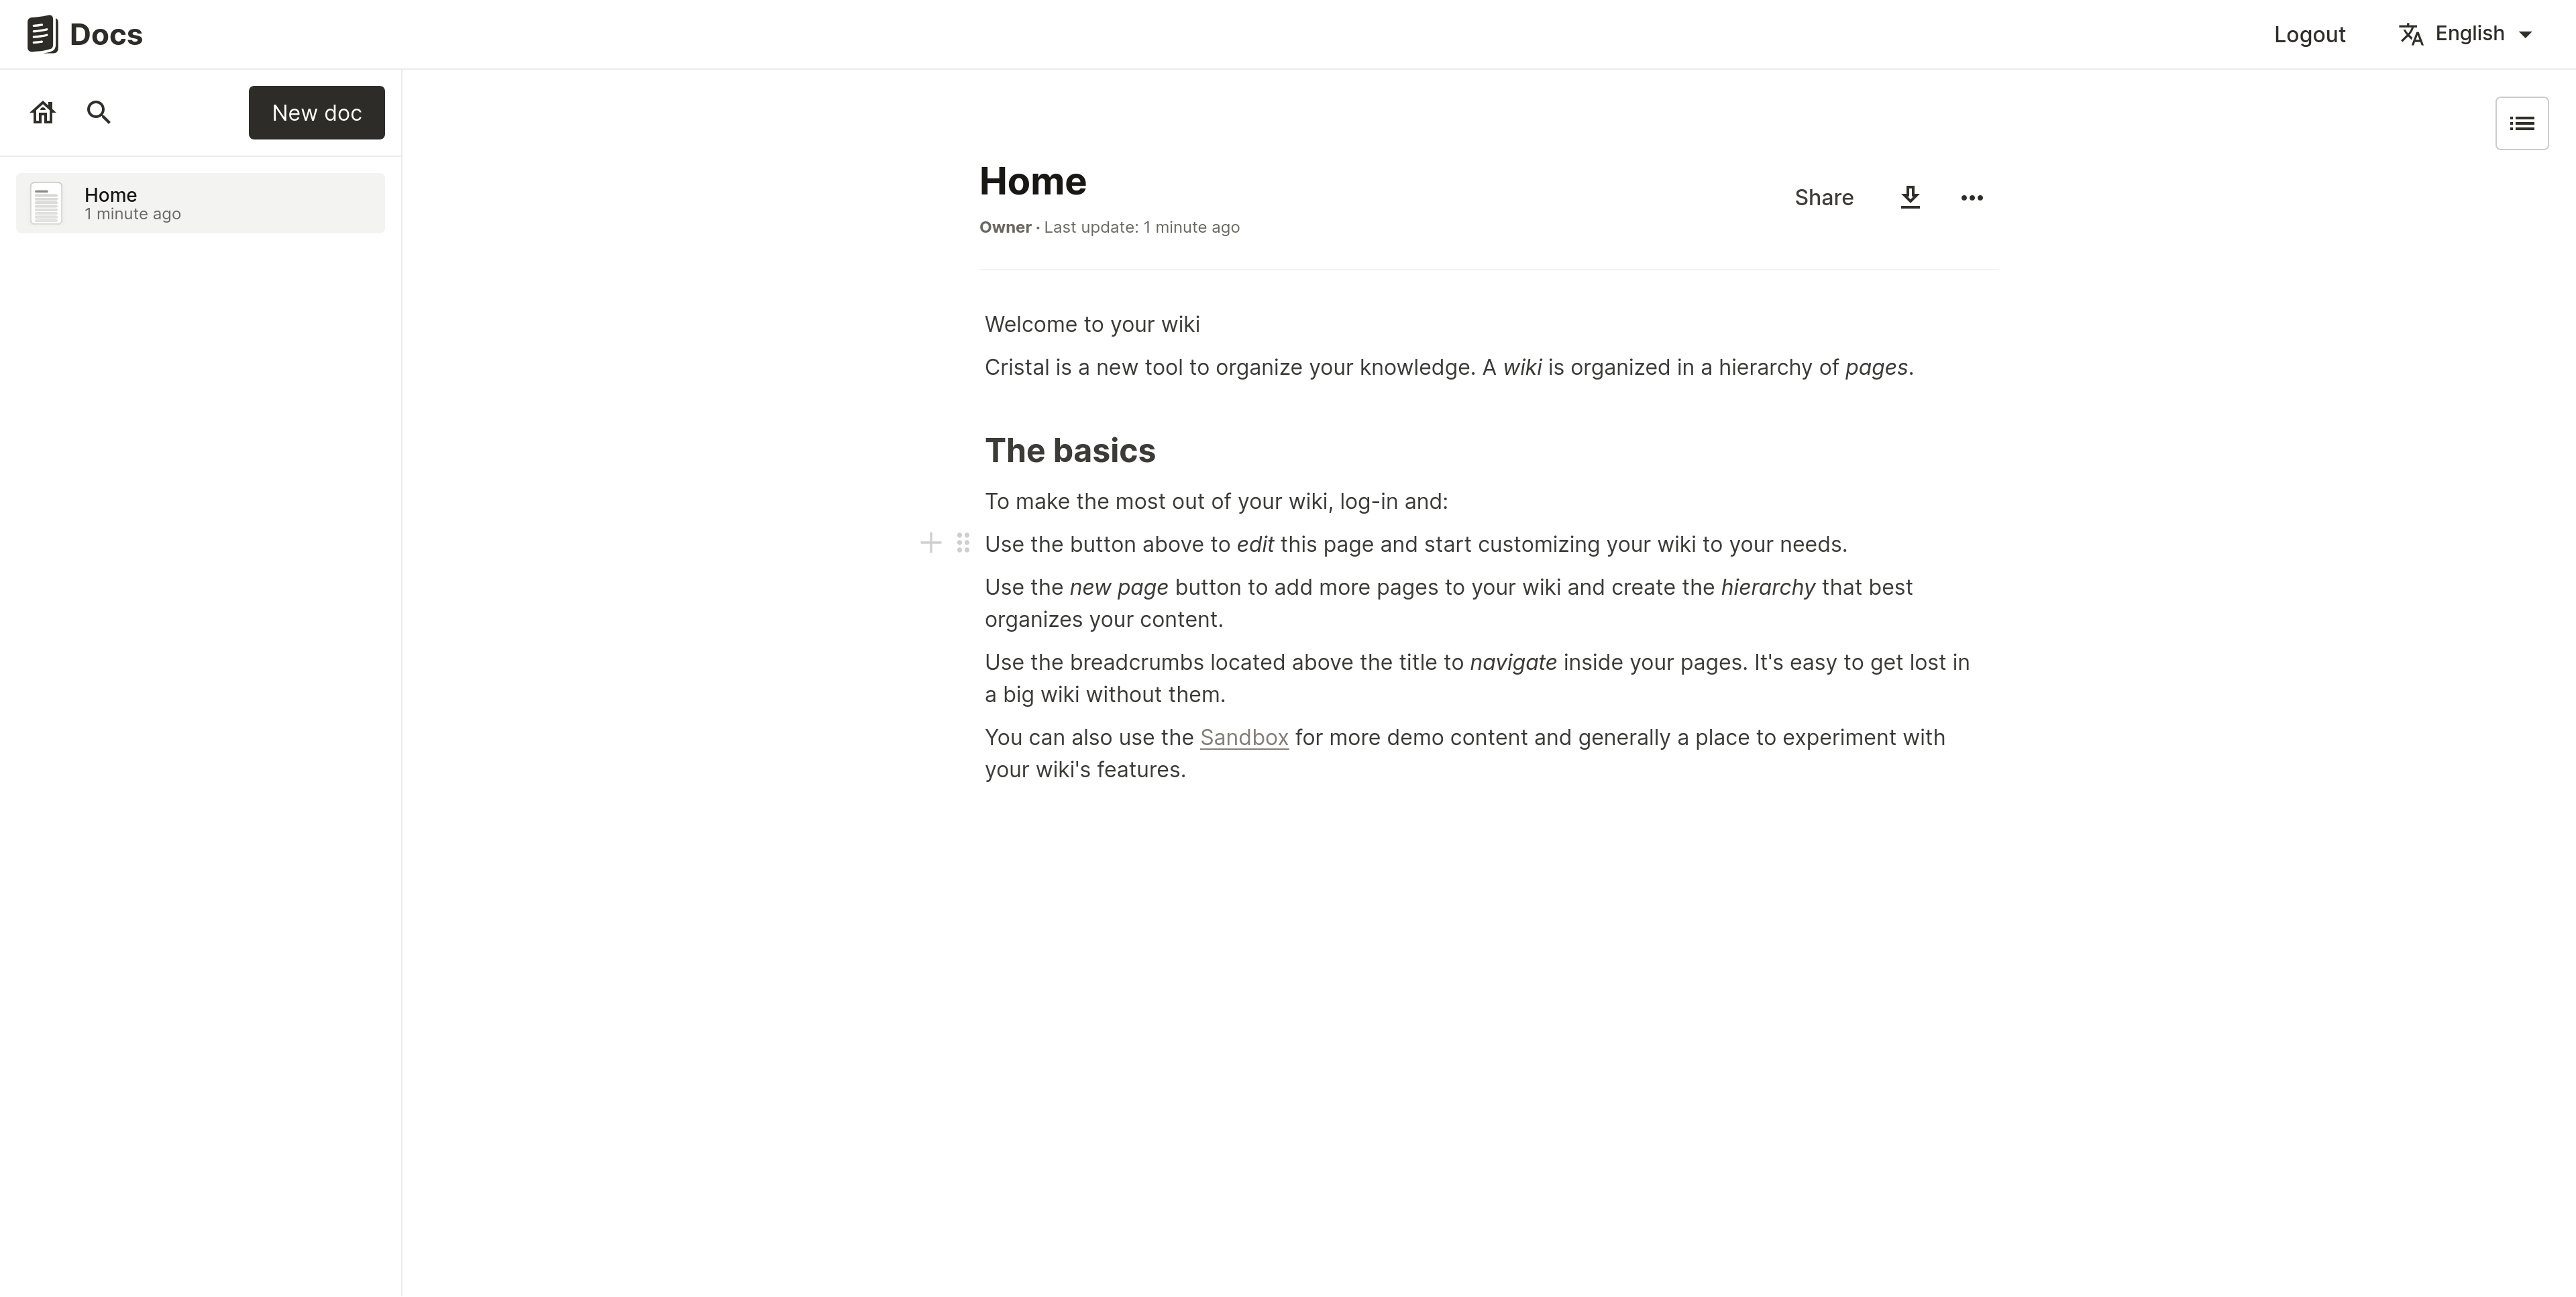 Docs
Logout
English
New doc
Home
1 minute ago
Home
Share
Owner · Last update: 1 minute ago
Welcome to your wiki
Cristal is a new tool to organize your knowledge. A wiki is organized in a hierarchy of pages.
The basics
To make the most out of your wiki, log-in and:
Use the button above to edit this page and start customizing your wiki to your needs.
Use the new page button to add more pages to your wiki and create the hierarchy that best
organizes your content.
Use the breadcrumbs located above the title to navigate inside your pages. It's easy to get lost in
a big wiki without them.
You can also use the Sandbox for more demo content and generally a place to experiment with
your wiki's features.